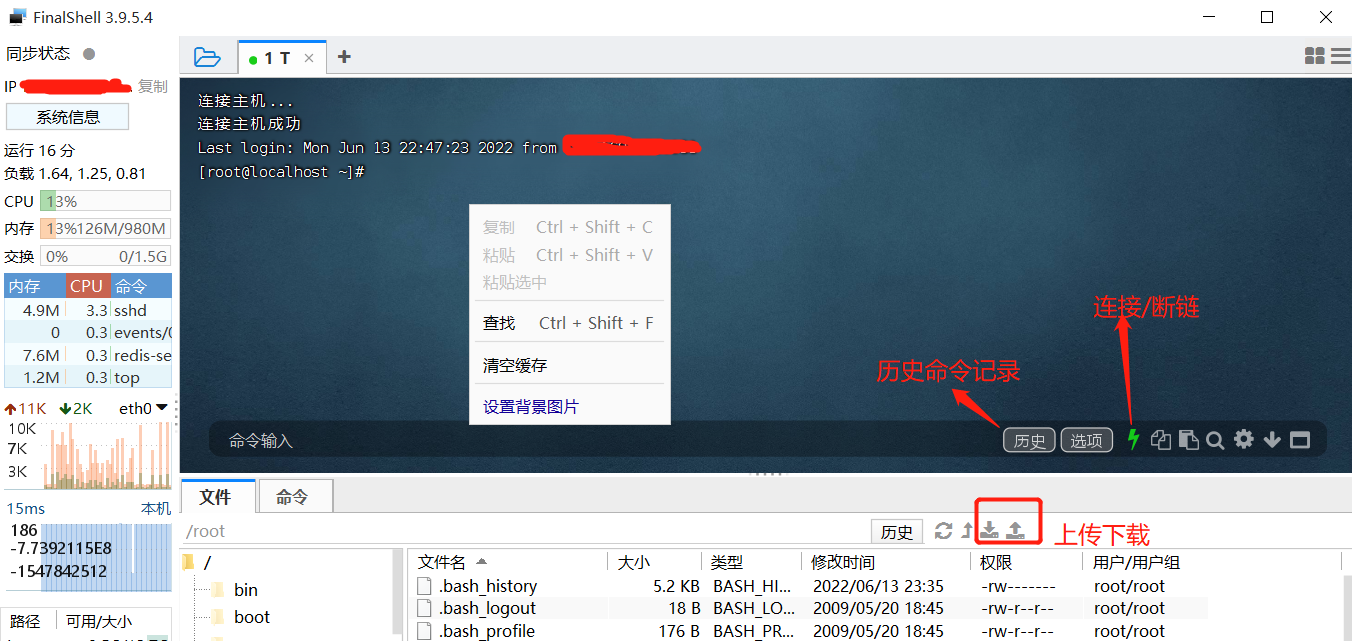 FinalShell 3.9.5.4
同步状态
IP 复制
系统信息
运行 16 分
负载 1.64, 1.25, 0.81
CPU 13%
内存 13% 126M/980M
交换 0% 0/1.5G
内存 CPU 命令
4.9M 3.3 sshd
0 0.3 events/0
7.6M 0.3 redis-se
1.2M 0.3 top
11K 2K eth0
10K
7K
3K
15ms 本机
186
-7.7392115E8
-1547842512
路径 可用/大小
1 T
连接主机...
连接主机成功
Last login: Mon Jun 13 22:47:23 2022 from
[root@localhost ~]#
复制 Ctrl + Shift + C
粘贴 Ctrl + Shift + V
粘贴选中
查找 Ctrl + Shift + F
清空缓存
设置背景图片
连接/断链
历史命令记录
命令输入
历史 选项
文件 命令
/root 历史
上传下载
/
bin
boot
文件名 大小 类型 修改时间 权限 用户/用户组
.bash_history 5.2 KB BASH_HI... 2022/06/13 23:35 -rw------- root/root
.bash_logout 18 B BASH_LO... 2009/05/20 18:45 -rw-r--r-- root/root
.bash_profile 176 B BASH_PR... 2009/05/20 18:45 -rw-r--r-- root/root